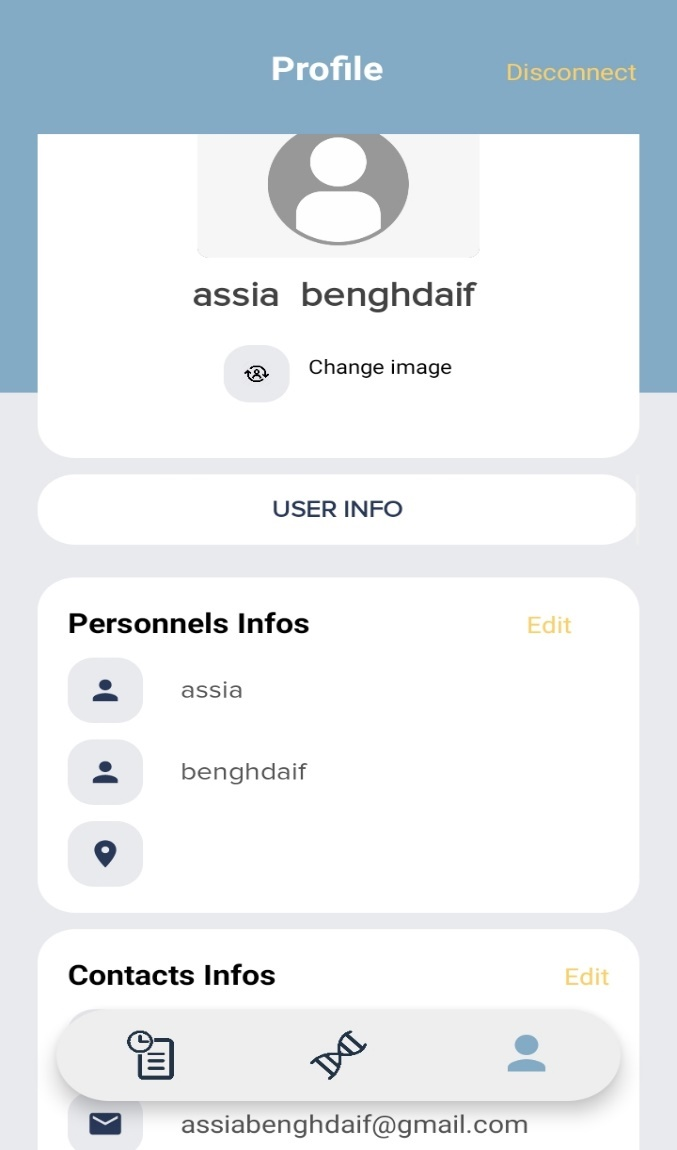 Profile
Disconnect
assia benghdaif
Change image
USER INFO
Personnels Infos
Edit
assia
benghdaif
Contacts Infos
Edit
assiabenghdaif@gmail.com